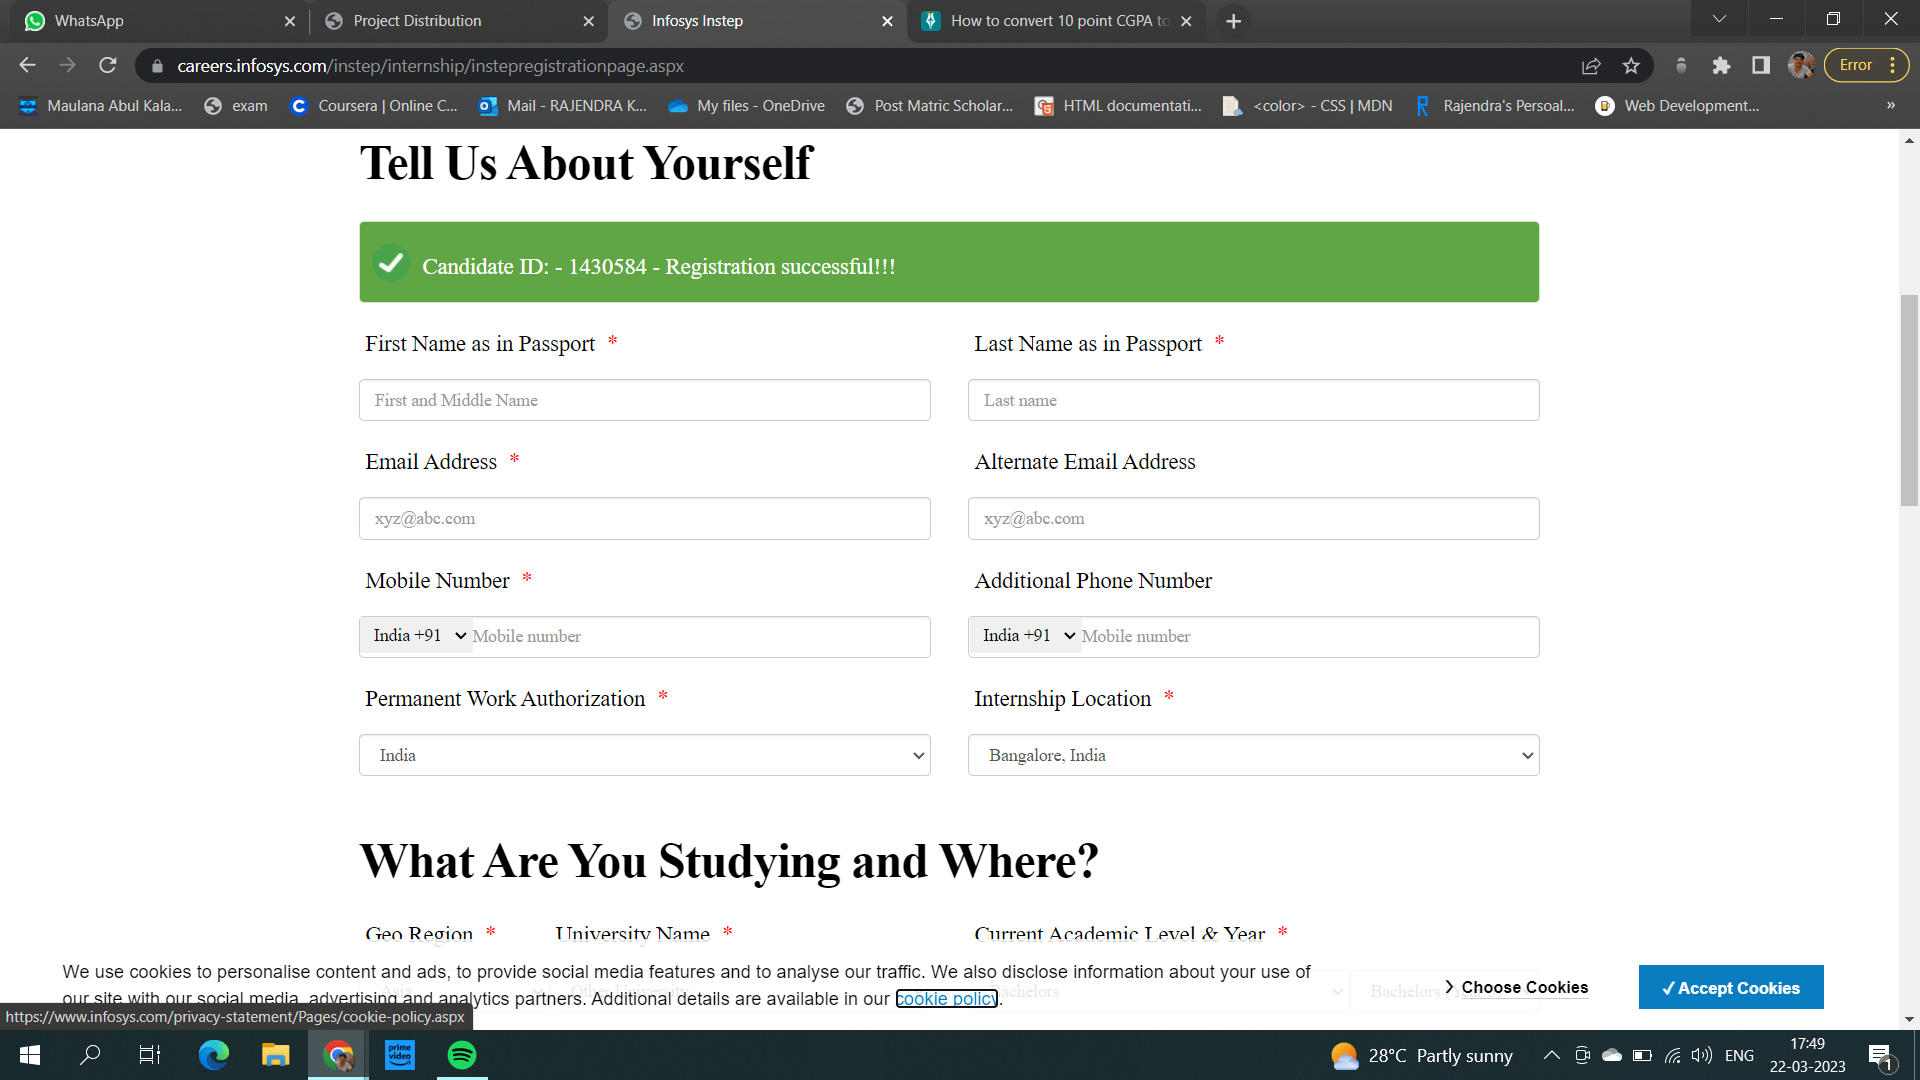 WhatsApp
Project Distribution
Infosys Instep
How to convert 10 point CGPA to
careers.infosys.com/instep/internship/instepregistrationpage.aspx
Error
Maulana Abul Kala...
exam
Coursera | Online C...
Mail - RAJENDRA K...
My files - OneDrive
Post Matric Scholar...
HTML documentati...
<color> - CSS | MDN
Rajendra's Persoal...
Web Development...
»
Tell Us About Yourself
Candidate ID: - 1430584 - Registration successful!!!
First Name as in Passport *
Last Name as in Passport *
First and Middle Name
Last name
Email Address *
Alternate Email Address
xyz@abc.com
xyz@abc.com
Mobile Number *
Additional Phone Number
India +91
Mobile number
India +91
Mobile number
Permanent Work Authorization *
Internship Location *
India
Bangalore, India
What Are You Studying and Where?
Geo Region *
University Name *
Current Academic Level & Year *
We use cookies to personalise content and ads, to provide social media features and to analyse our traffic. We also disclose information about your use of
our site with our social media, advertising and analytics partners. Additional details are available in our cookie policy.
Asia
Other University
Bachelors
Bachelors
Choose Cookies
Accept Cookies
https://www.infosys.com/privacy-statement/Pages/cookie-policy.aspx
prime video
28°C Partly sunny
ENG
17:49
22-03-2023
1